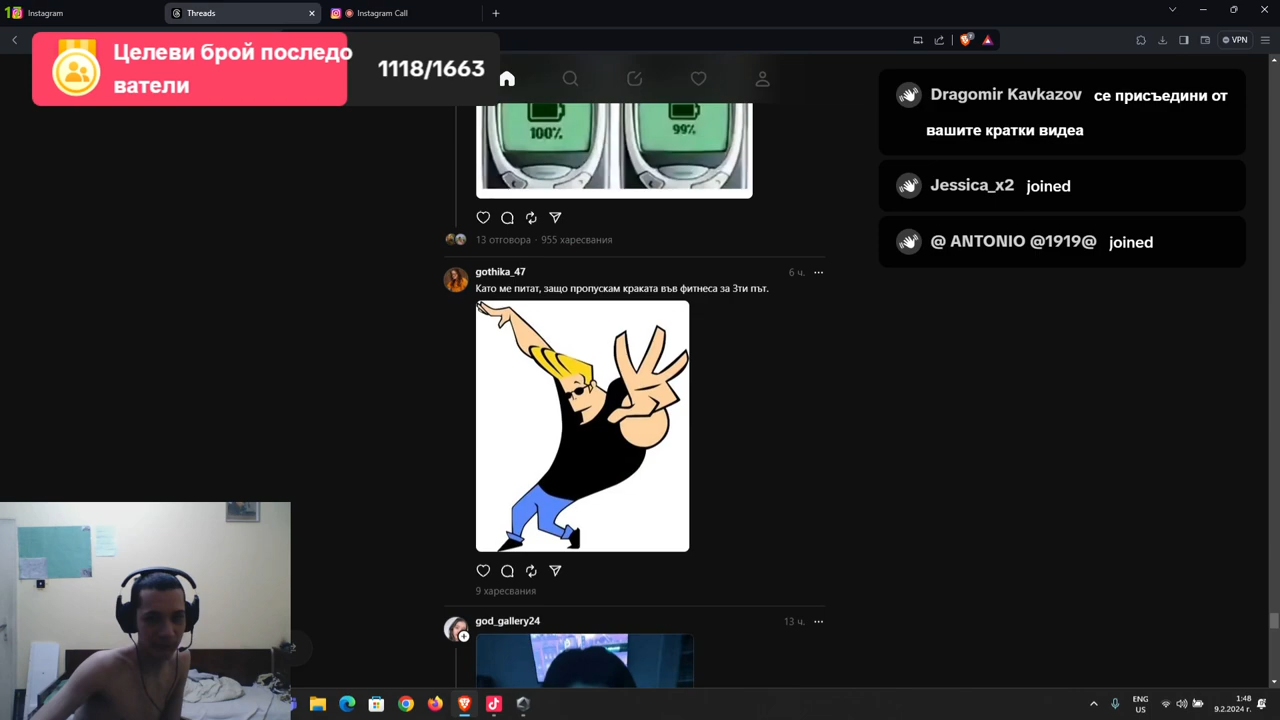 Instagram
Threads
Instagram Call
VPN
Целеви брой последо
ватели
1118/1663
Dragomir Kavkazov се присъедини от
вашите кратки видеа
Jessica_x2 joined
@ ANTONIO @1919@ joined
100%
99%
13 отговора · 955 харесвания
gothika_47
6 ч.
Като ме питат, защо пропускам краката във фитнеса за 3ти път.
9 харесвания
god_gallery24
13 ч.
ENG
US
1:48
9.2.2024 г.